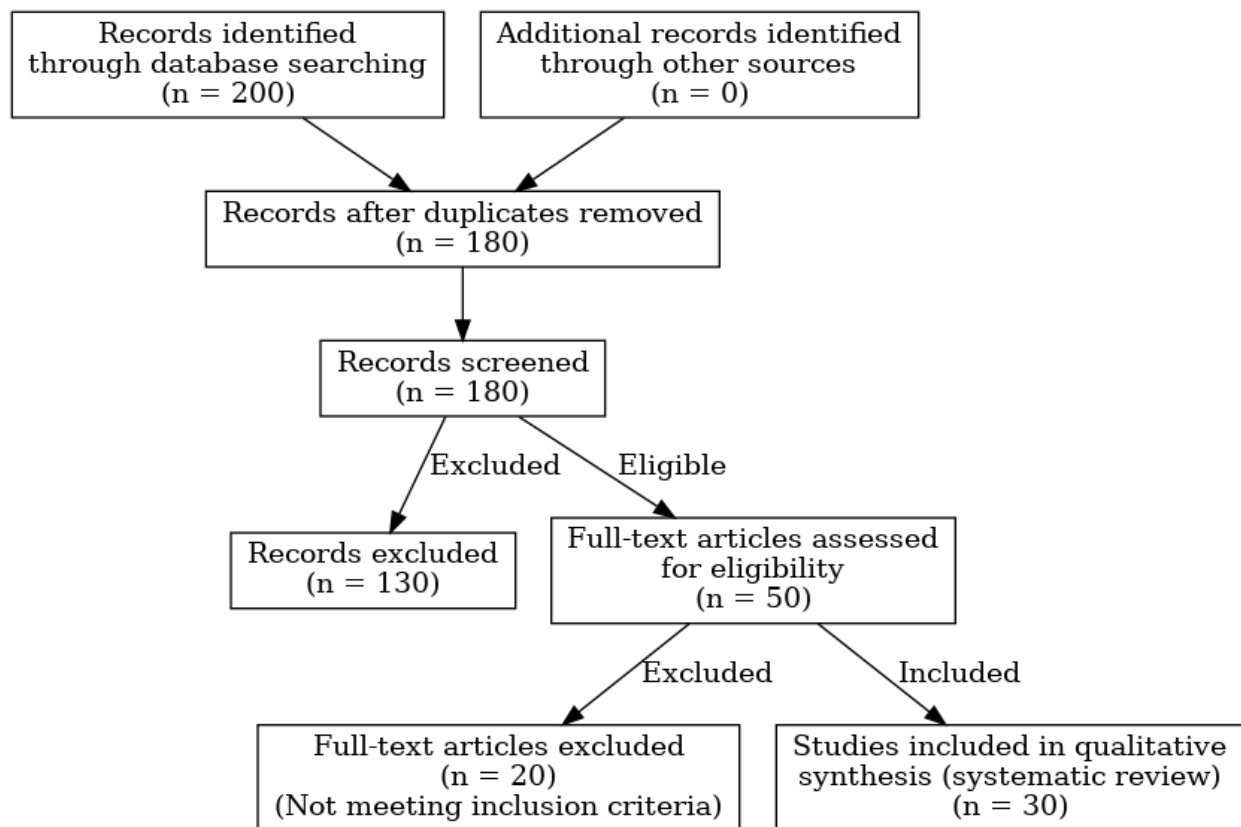 Records identified
through database searching
(n = 200)
Additional records identified
through other sources
(n = 0)
Records after duplicates removed
(n = 180)
Records screened
(n = 180)
Excluded
Eligible
Records excluded
(n = 130)
Full-text articles assessed
for eligibility
(n = 50)
Excluded
Included
Full-text articles excluded
(n = 20)
(Not meeting inclusion criteria)
Studies included in qualitative
synthesis (systematic review)
(n = 30)